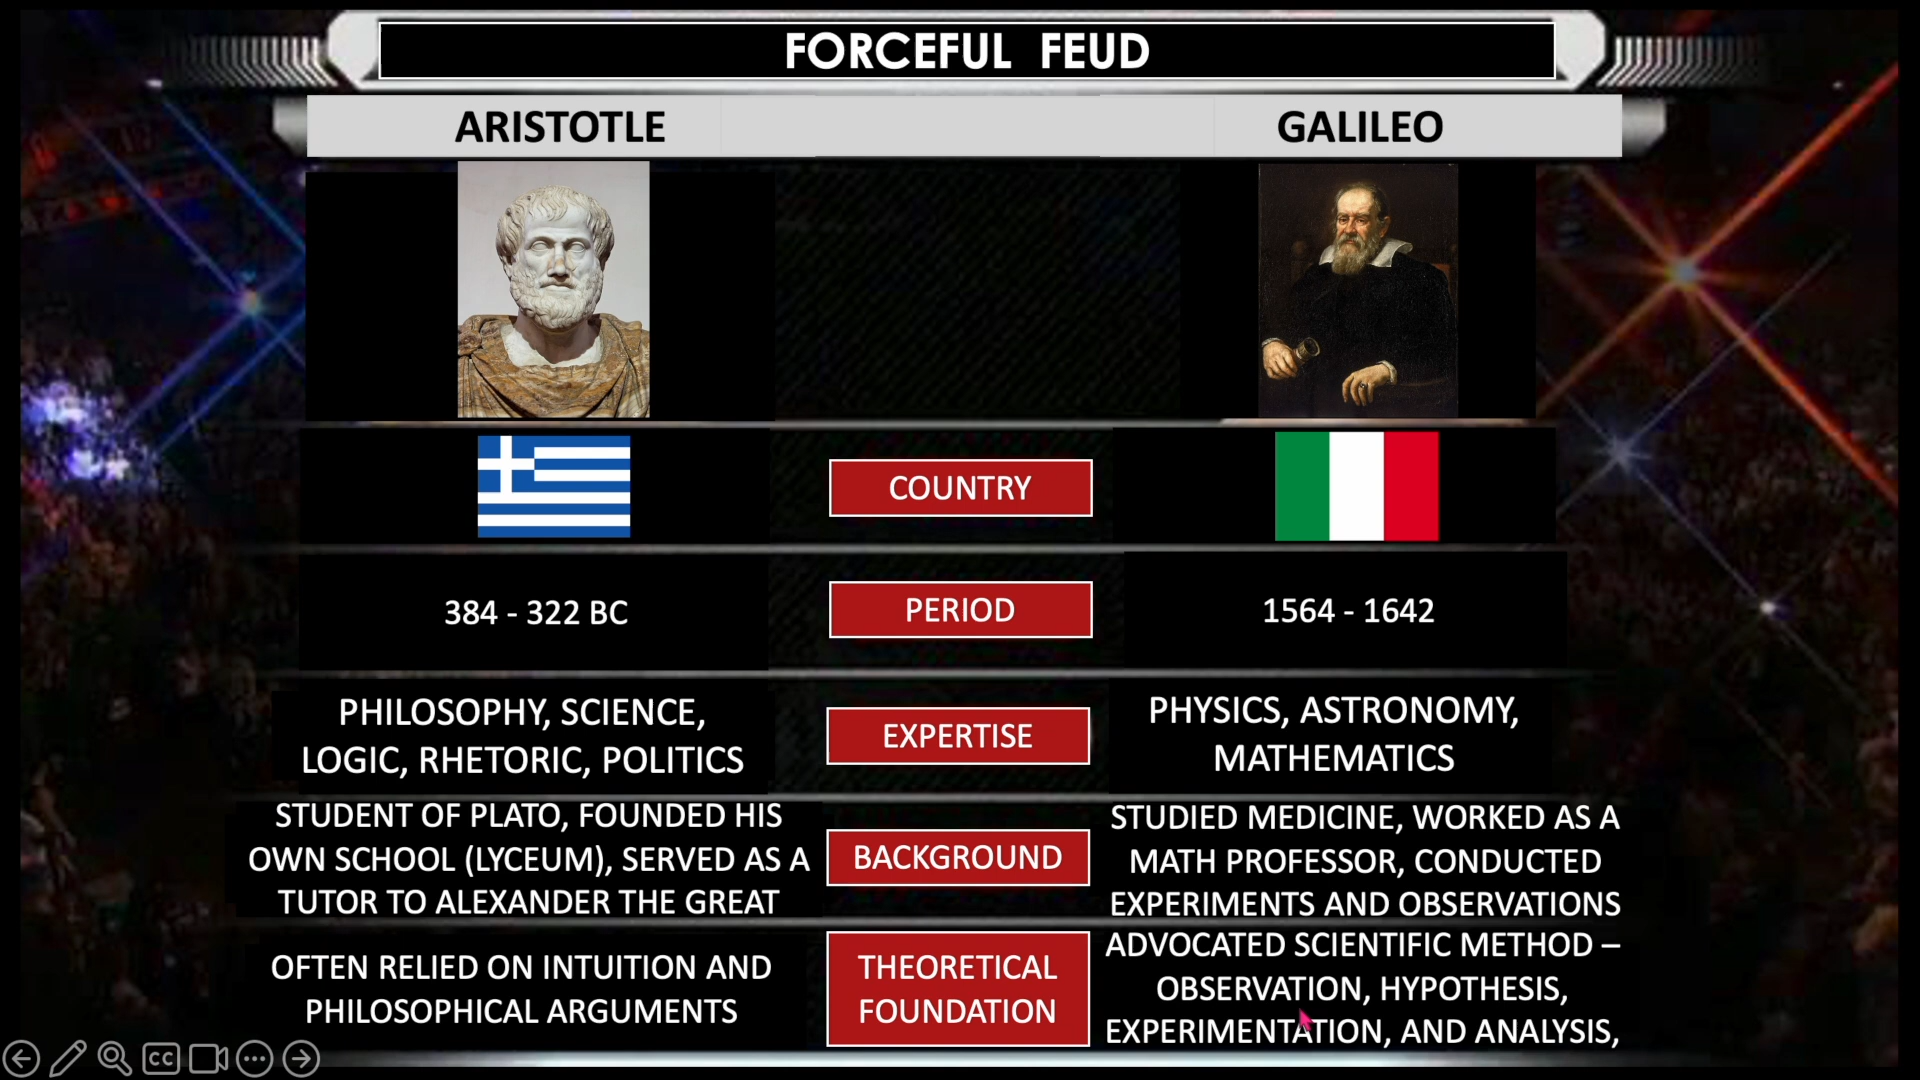 FORCEFUL FEUD
ARISTOTLE
GALILEO
COUNTRY
384 - 322 BC
PERIOD
1564 - 1642
PHILOSOPHY, SCIENCE,
LOGIC, RHETORIC, POLITICS
EXPERTISE
PHYSICS, ASTRONOMY,
MATHEMATICS
STUDENT OF PLATO, FOUNDED HIS
OWN SCHOOL (LYCEUM), SERVED AS A
TUTOR TO ALEXANDER THE GREAT
BACKGROUND
STUDIED MEDICINE, WORKED AS A
MATH PROFESSOR, CONDUCTED
EXPERIMENTS AND OBSERVATIONS
OFTEN RELIED ON INTUITION AND
PHILOSOPHICAL ARGUMENTS
THEORETICAL
FOUNDATION
ADVOCATED SCIENTIFIC METHOD –
OBSERVATION, HYPOTHESIS,
EXPERIMENTATION, AND ANALYSIS,
CC